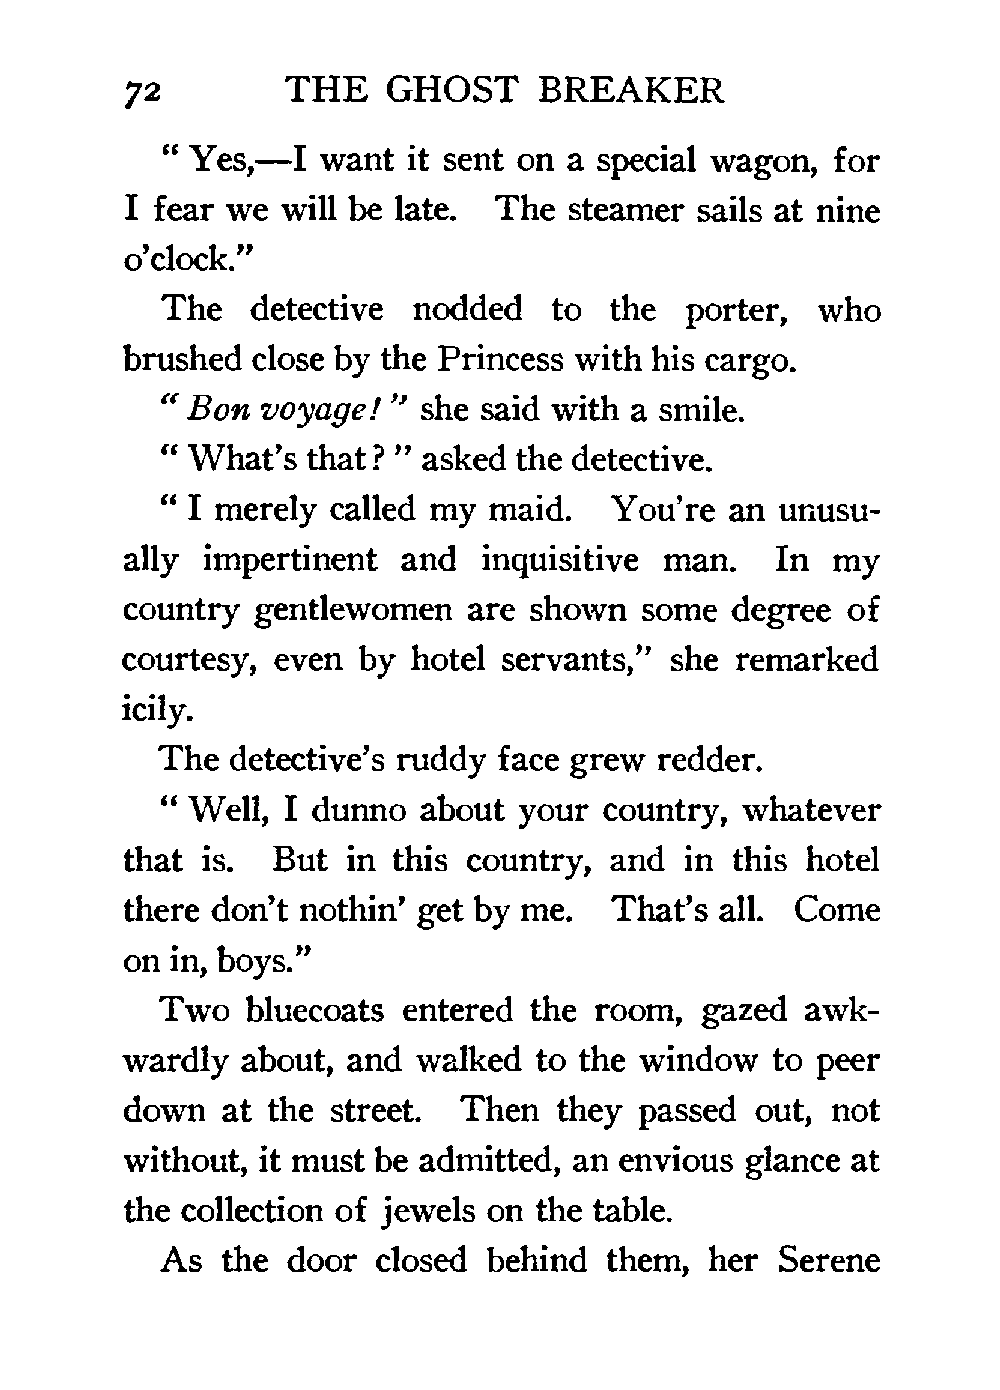 72 THE GHOST BREAKER
“ Yes,—I want it sent on a special wagon, for
I fear we will be late. The steamer sails at nine
o’clock.”
The detective nodded to the porter, who
brushed close by the Princess with his cargo.
“ Bon voyage! ” she said with a smile.
“ What’s that? ” asked the detective.
“ I merely called my maid. You’re an unusu-
ally impertinent and inquisitive man. In my
country gentlewomen are shown some degree of
courtesy, even by hotel servants,” she remarked
icily.
The detective’s ruddy face grew redder.
“ Well, I dunno about your country, whatever
that is. But in this country, and in this hotel
there don’t nothin’ get by me. That’s all. Come
on in, boys.”
Two bluecoats entered the room, gazed awk-
wardly about, and walked to the window to peer
down at the street. Then they passed out, not
without, it must be admitted, an envious glance at
the collection of jewels on the table.
As the door closed behind them, her Serene